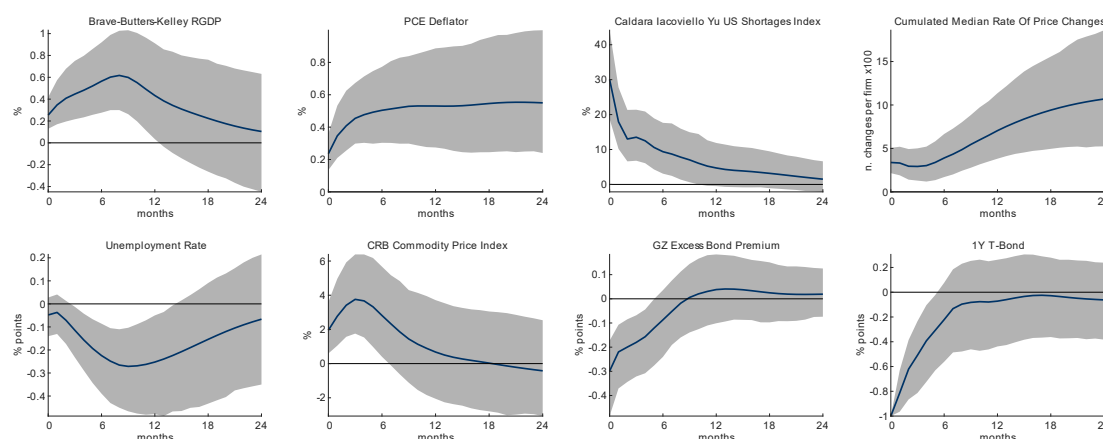 Brave-Butters-Kelley RGDP
PCE Deflator
Caldara Iacoviello Yu US Shortages Index
Cumulated Median Rate Of Price Changes
1
0.8
0.6
0.4
0.2
0
-0.2
-0.4
%
0 6 12 18 24
months
0.8
0.6
0.4
0.2
0
%
0 6 12 18 24
months
40
30
20
10
0
%
0 6 12 18 24
months
15
10
5
0
n. changes per firm x100
0 6 12 18
months
Unemployment Rate
CRB Commodity Price Index
GZ Excess Bond Premium
1Y T-Bond
0.2
0.1
0
-0.1
-0.2
-0.3
-0.4
% points
0 6 12 18 24
months
6
4
2
0
-2
%
0 6 12 18 24
months
0.1
0
-0.1
-0.2
-0.3
-0.4
% points
0 6 12 18 24
months
0.2
0
-0.2
-0.4
-0.6
-0.8
-1
% points
0 6 12 18
months